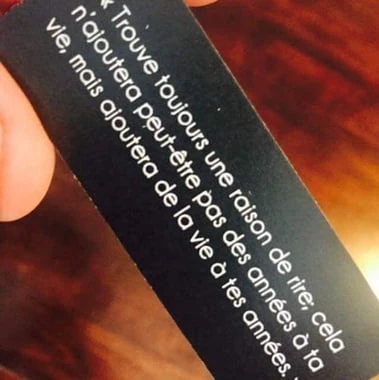 « Trouve toujours une raison de rire; cela
n'ajoutera peut-être pas des années à ta
vie, mais ajoutera de la vie à tes années.